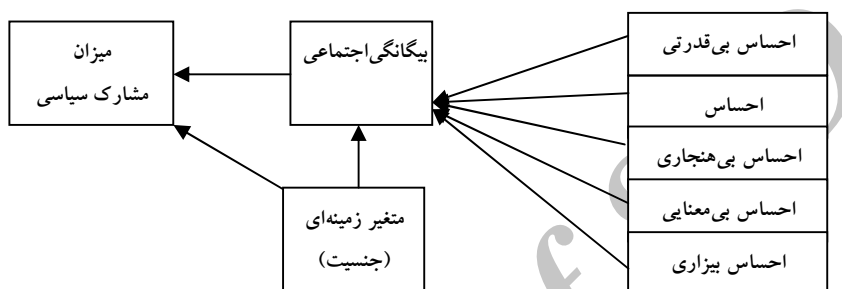 احساس بی‌قدرتی
احساس
احساس بی‌هنجاری
احساس بی‌معنایی
احساس بیزاری
بیگانگی‌اجتماعی
متغیر زمینه‌ای
(جنسیت)
میزان
مشارک سیاسی